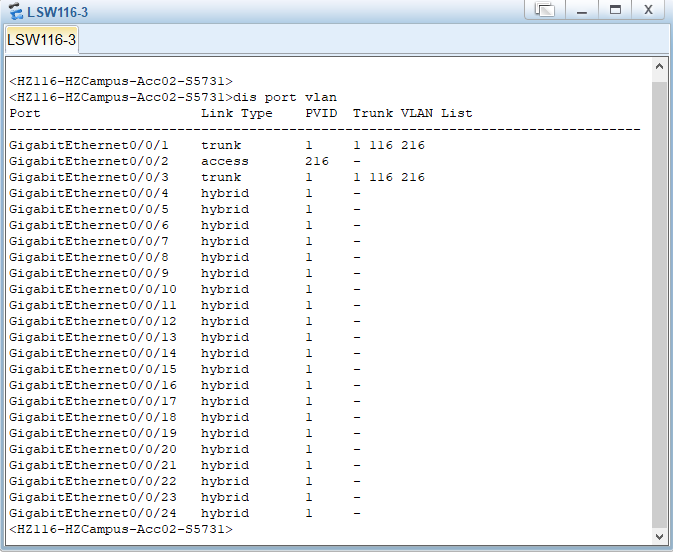 LSW116-3
LSW116-3
<HZ116-HZCampus-Acc02-S5731>
<HZ116-HZCampus-Acc02-S5731>dis port vlan
Port                    Link Type    PVID  Trunk VLAN List
-------------------------------------------------------------------------------
GigabitEthernet0/0/1    trunk        1     1 116 216
GigabitEthernet0/0/2    access       216   -
GigabitEthernet0/0/3    trunk        1     1 116 216
GigabitEthernet0/0/4    hybrid       1     -
GigabitEthernet0/0/5    hybrid       1     -
GigabitEthernet0/0/6    hybrid       1     -
GigabitEthernet0/0/7    hybrid       1     -
GigabitEthernet0/0/8    hybrid       1     -
GigabitEthernet0/0/9    hybrid       1     -
GigabitEthernet0/0/10   hybrid       1     -
GigabitEthernet0/0/11   hybrid       1     -
GigabitEthernet0/0/12   hybrid       1     -
GigabitEthernet0/0/13   hybrid       1     -
GigabitEthernet0/0/14   hybrid       1     -
GigabitEthernet0/0/15   hybrid       1     -
GigabitEthernet0/0/16   hybrid       1     -
GigabitEthernet0/0/17   hybrid       1     -
GigabitEthernet0/0/18   hybrid       1     -
GigabitEthernet0/0/19   hybrid       1     -
GigabitEthernet0/0/20   hybrid       1     -
GigabitEthernet0/0/21   hybrid       1     -
GigabitEthernet0/0/22   hybrid       1     -
GigabitEthernet0/0/23   hybrid       1     -
GigabitEthernet0/0/24   hybrid       1     -
<HZ116-HZCampus-Acc02-S5731>